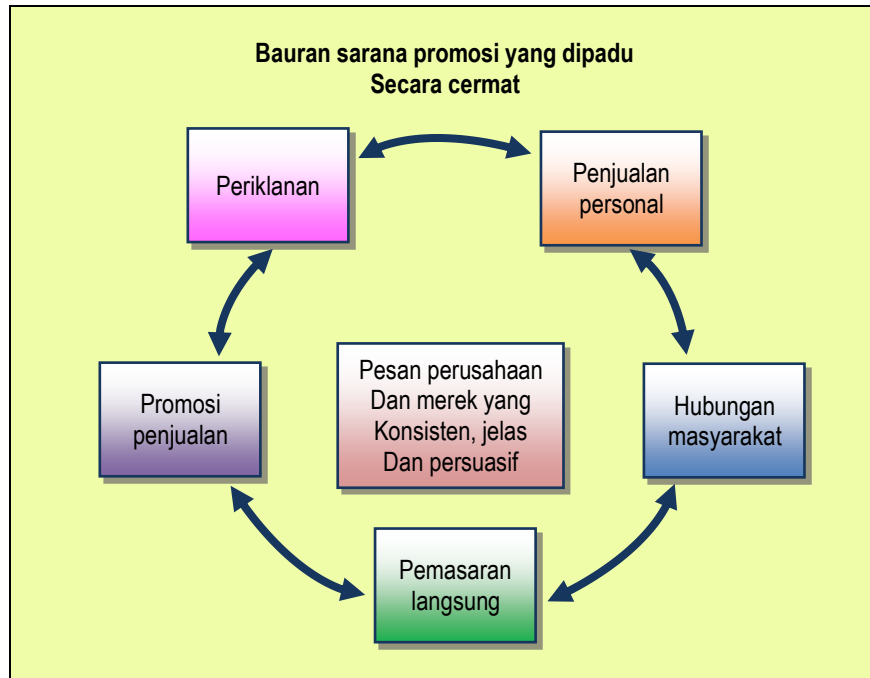 Bauran sarana promosi yang dipadu
Secara cermat
Periklanan
Penjualan
personal
Promosi
penjualan
Pesan perusahaan
Dan merek yang
Konsisten, jelas
Dan persuasif
Hubungan
masyarakat
Pemasaran
langsung